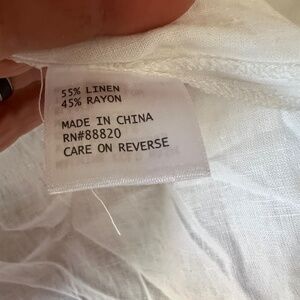 55% LINEN
45% RAYON
MADE IN CHINA
RN#88820
CARE ON REVERSE